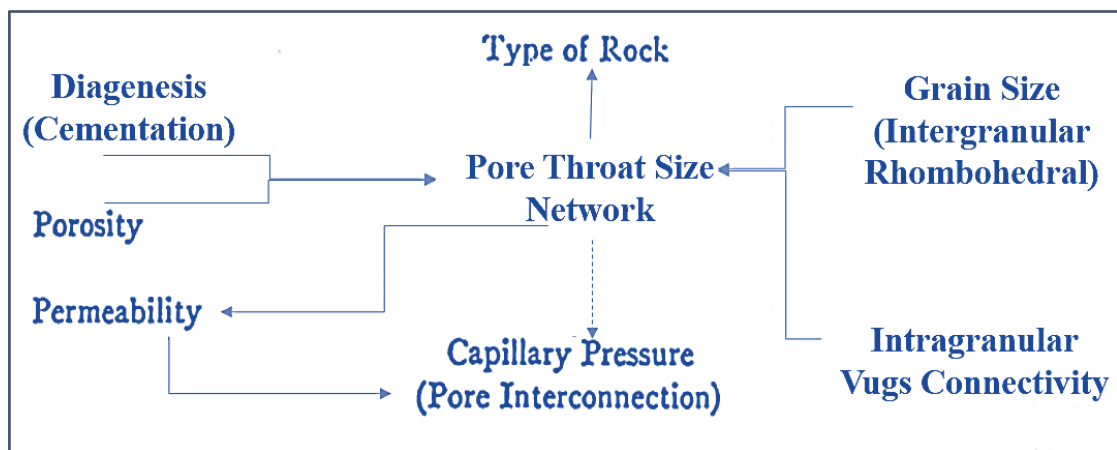 Type of Rock
Diagenesis
(Cementation)
Grain Size
(Intergranular
Rhombohedral)
Pore Throat Size
Network
Porosity
Permeability
Capillary Pressure
(Pore Interconnection)
Intragranular
Vugs Connectivity